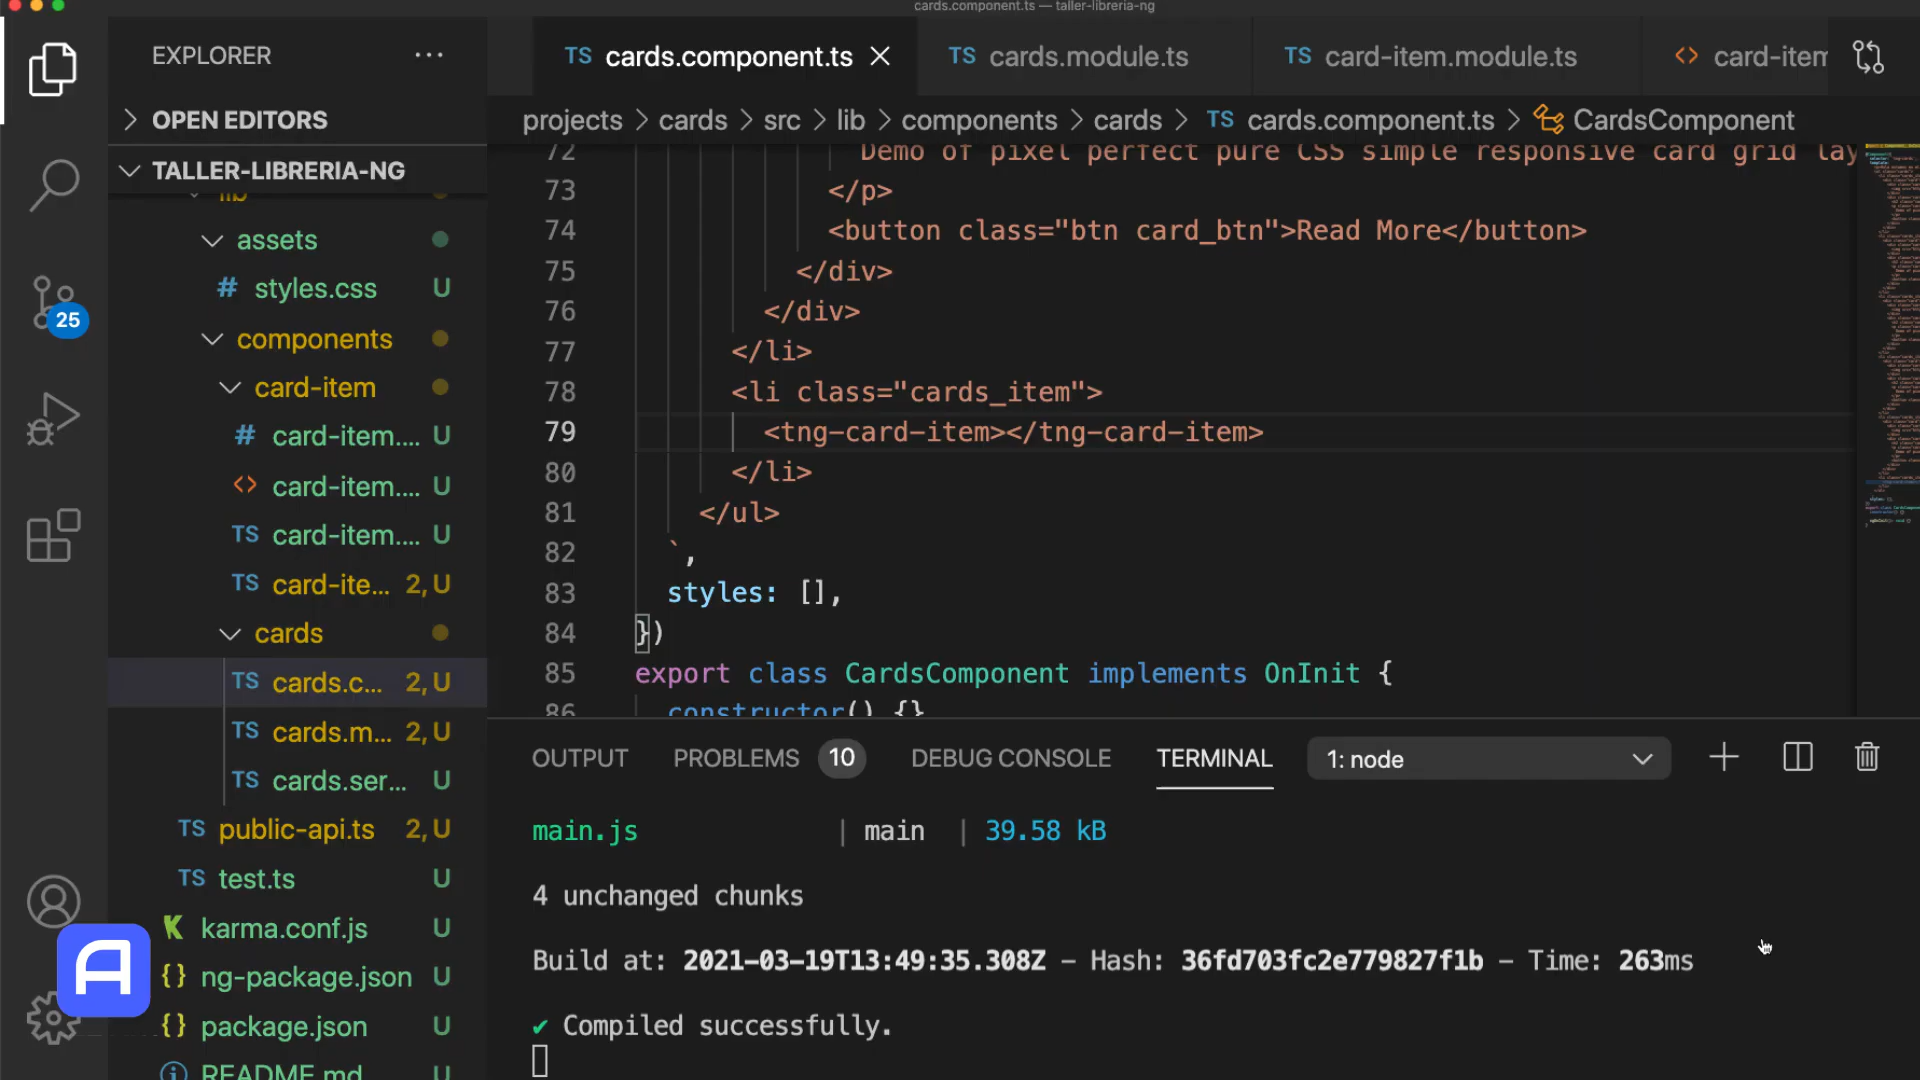 cards.component.ts — taller-libreria-ng
EXPLORER
TS cards.component.ts
TS cards.module.ts
TS card-item.module.ts
<> card-item
OPEN EDITORS
projects > cards > src > lib > components > cards > TS cards.component.ts > CardsComponent
TALLER-LIBRERIA-NG
lib
assets
# styles.css U
components
card-item
# card-item.... U
<> card-item.... U
TS card-item.... U
TS card-ite... 2, U
cards
TS cards.c... 2, U
TS cards.m... 2, U
TS cards.ser... U
TS public-api.ts 2, U
TS test.ts U
K karma.conf.js U
{} ng-package.json U
{} package.json U
README.md U
25
A
72 Demo of pixel perfect pure CSS simple responsive card grid lay
73 </p>
74 <button class="btn card_btn">Read More</button>
75 </div>
76 </div>
77 </li>
78 <li class="cards_item">
79 <tng-card-item></tng-card-item>
80 </li>
81 </ul>
82 `,
83 styles: [],
84 })
85 export class CardsComponent implements OnInit {
86 constructor() {}
OUTPUT PROBLEMS 10 DEBUG CONSOLE TERMINAL 1: node
main.js | main | 39.58 kB
4 unchanged chunks
Build at: 2021-03-19T13:49:35.308Z - Hash: 36fd703fc2e779827f1b - Time: 263ms
✔ Compiled successfully.